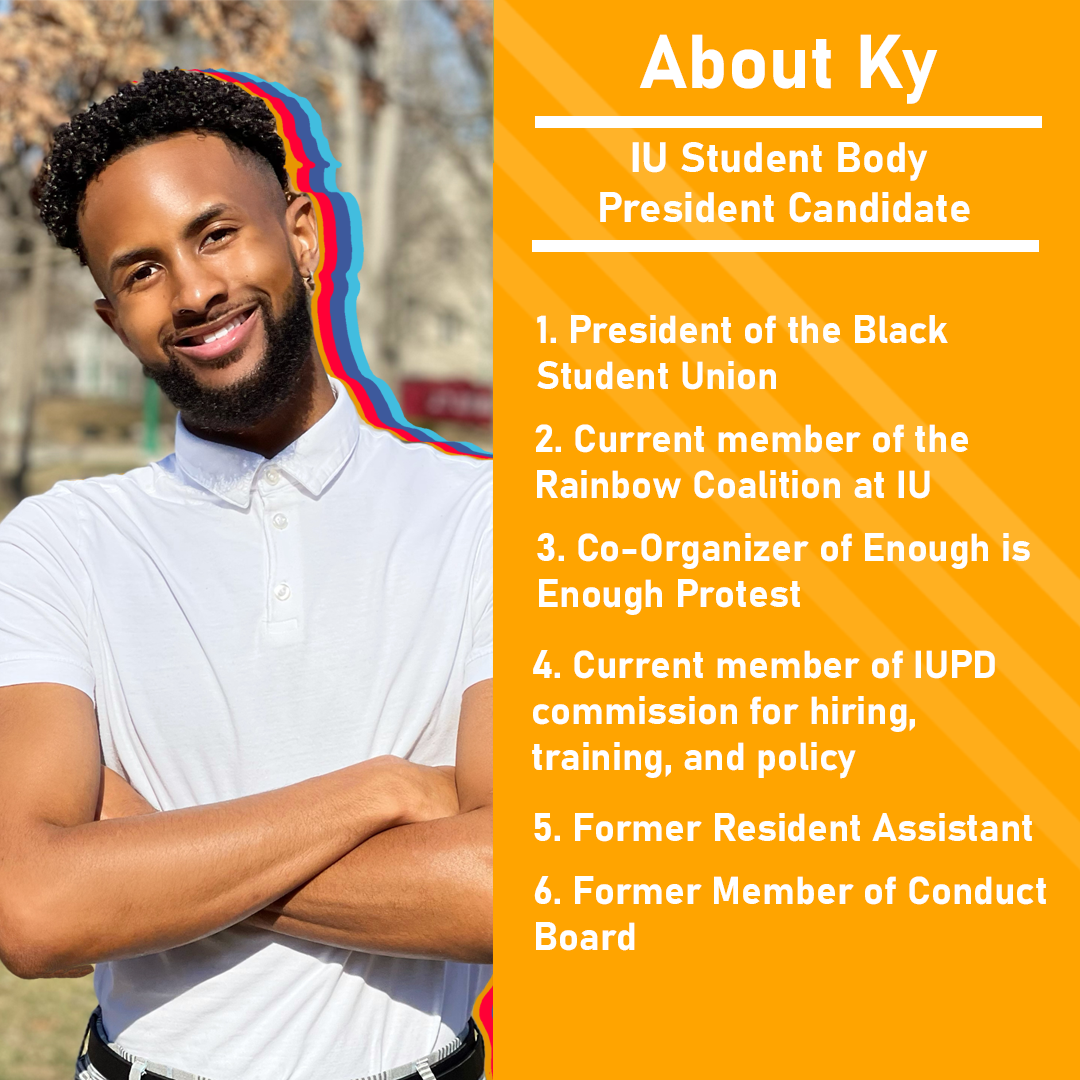 About Ky
IU Student Body
President Candidate
1. President of the Black
Student Union
2. Current member of the
Rainbow Coalition at IU
3. Co-Organizer of Enough is
Enough Protest
4. Current member of IUPD
commission for hiring,
training, and policy
5. Former Resident Assistant
6. Former Member of Conduct
Board